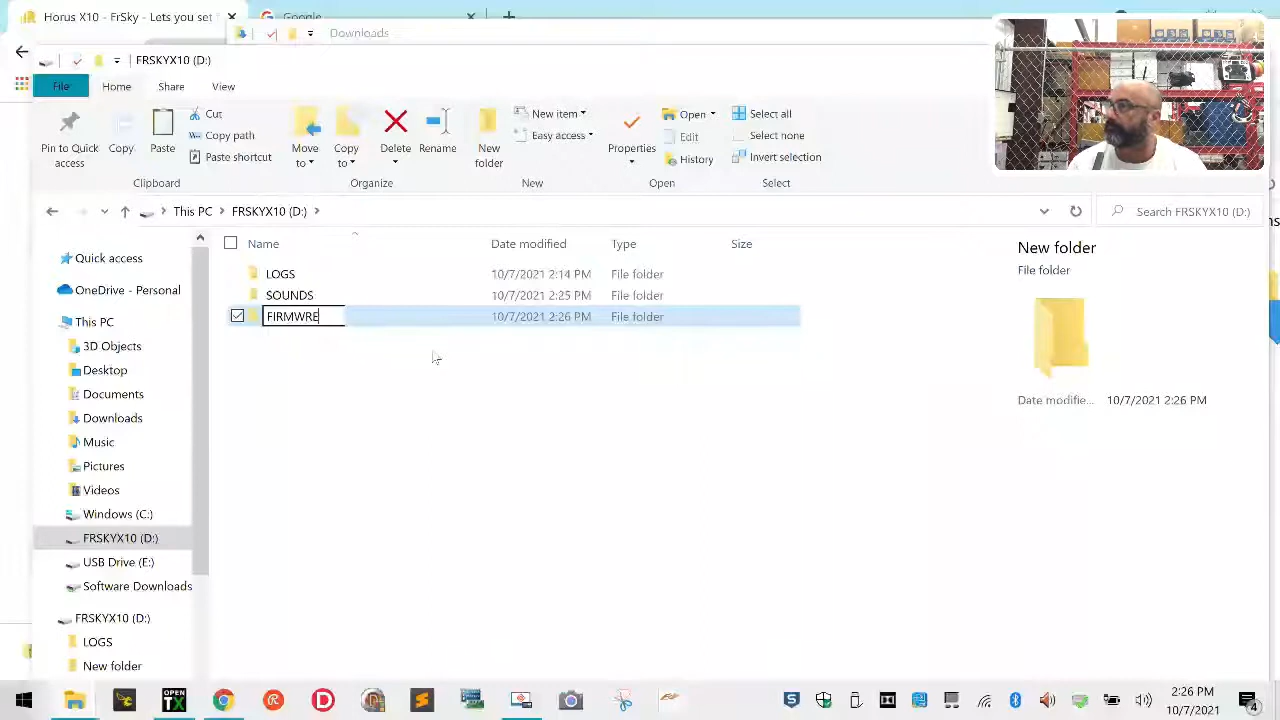 Horus X10 - FrSky - Lets you set
Google
Downloads
FRSKYX10 (D:)
File
Home
Share
View
Pin to Quick access
Copy
Paste
Cut
Copy path
Paste shortcut
Clipboard
Move to
Copy to
Delete
Rename
Organize
New folder
New item
Easy access
New
Properties
Open
Edit
History
Open
Select all
Select none
Invert selection
Select
This PC
FRSKYX10 (D:)
Search FRSKYX10 (D:)
Name
Date modified
Type
Size
LOGS 10/7/2021 2:14 PM File folder
SOUNDS 10/7/2021 2:25 PM File folder
FIRMWRE 10/7/2021 2:26 PM File folder
New folder
File folder
Date modifie... 10/7/2021 2:26 PM
Quick access
OneDrive - Personal
This PC
3D Objects
Desktop
Documents
Downloads
Music
Pictures
Videos
Windows (C:)
FRSKYX10 (D:)
USB Drive (E:)
Software Downloads
FRSKYX10 (D:)
LOGS
New folder
OPEN
TX
2:26 PM
10/7/2021
4